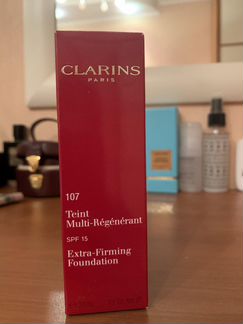 CLARINS
PARIS
107
Teint
Multi-Régénérant
SPF 15
Extra-Firming
Foundation